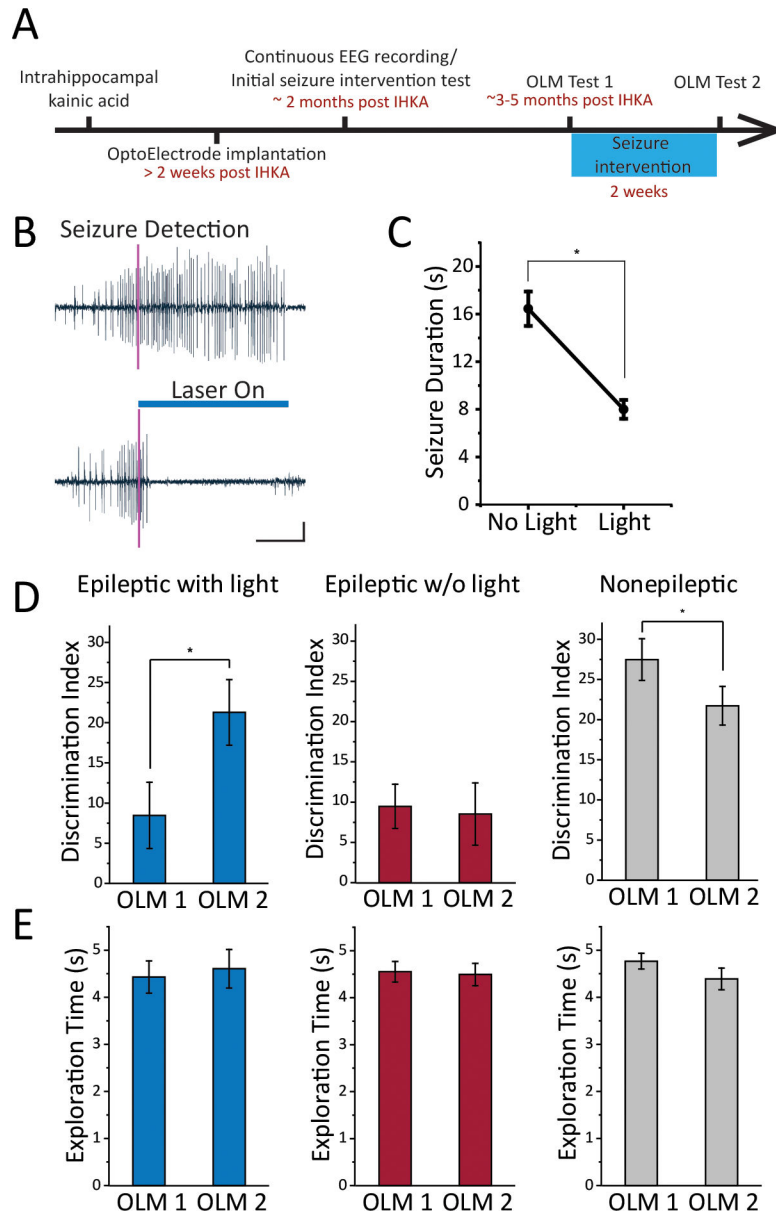 A
Continuous EEG recording/
Intrahippocampal
kainic acid
Initial seizure intervention test
~ 2 months post IHKA
OLM Test 1
~3-5 months post IHKA
OLM Test 2
OptoElectrode implantation
> 2 weeks post IHKA
Seizure
intervention
2 weeks
B
Seizure Detection
Laser On
C
*
Seizure Duration (s)
20
16
12
8
4
0
No Light Light
D
Epileptic with light
Discrimination Index
30
25
20
15
10
5
0
*
OLM 1 OLM 2
Epileptic w/o light
Discrimination Index
30
25
20
15
10
5
0
OLM 1 OLM 2
Nonepileptic
Discrimination Index
30
25
20
15
10
5
0
*
OLM 1 OLM 2
E
Exploration Time (s)
5
4
3
2
1
0
OLM 1 OLM 2
Exploration Time (s)
5
4
3
2
1
0
OLM 1 OLM 2
Exploration Time (s)
5
4
3
2
1
0
OLM 1 OLM 2